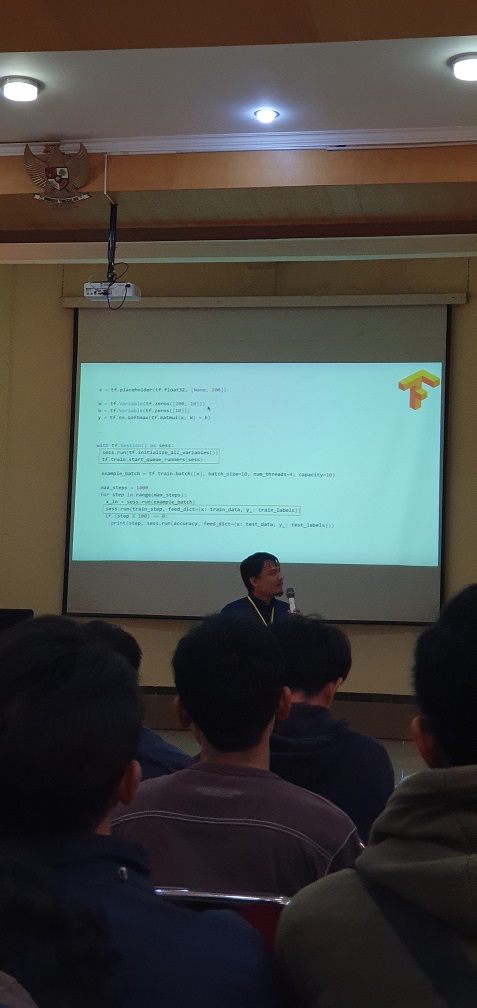 x = tf.placeholder(tf.float32, [None, 200])
W = tf.Variable(tf.zeros([200, 10]))
b = tf.Variable(tf.zeros([10]))
y = tf.nn.softmax(tf.matmul(x, W) + b)
with tf.Session() as sess:
sess.run(tf.initialize_all_variables())
tf.train.start_queue_runners(sess)
example_batch = tf.train.batch([x], batch_size=10, num_threads=4, capacity=10)
max_steps = 1000
for step in range(max_steps):
x_in = sess.run(example_batch)
sess.run(train_step, feed_dict={x: train_data, y_: train_labels})
if (step % 100) == 0:
print(step, sess.run(accuracy, feed_dict={x: test_data, y_: test_labels}))